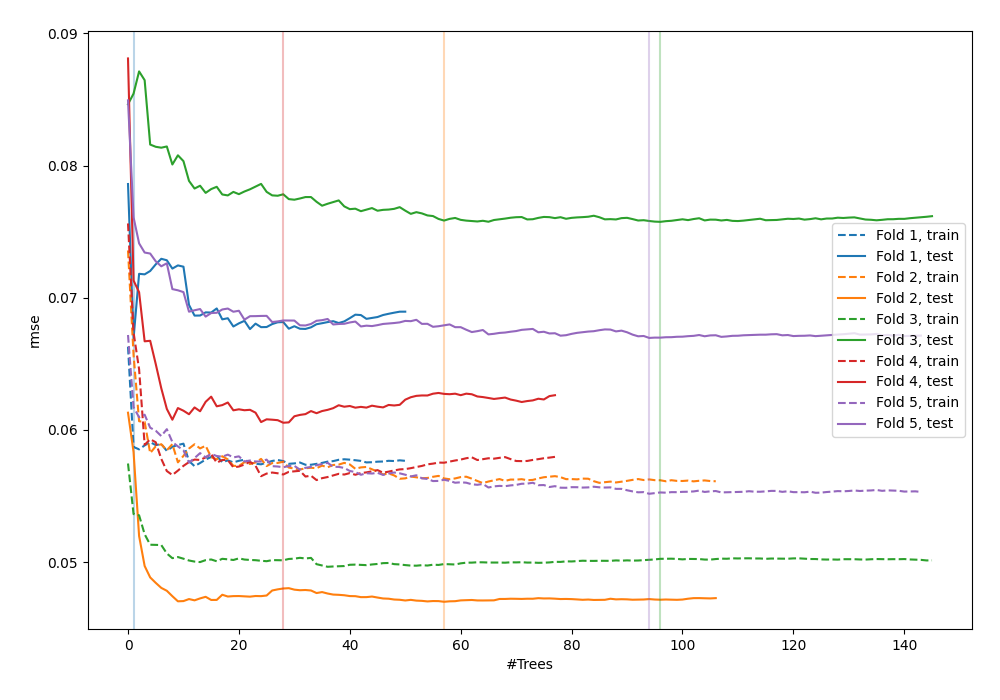 0.09
0.08
0.07
0.06
0.05
rmse
0
20
40
60
80
100
120
140
#Trees
Fold 1, train
Fold 1, test
Fold 2, train
Fold 2, test
Fold 3, train
Fold 3, test
Fold 4, train
Fold 4, test
Fold 5, train
Fold 5, test